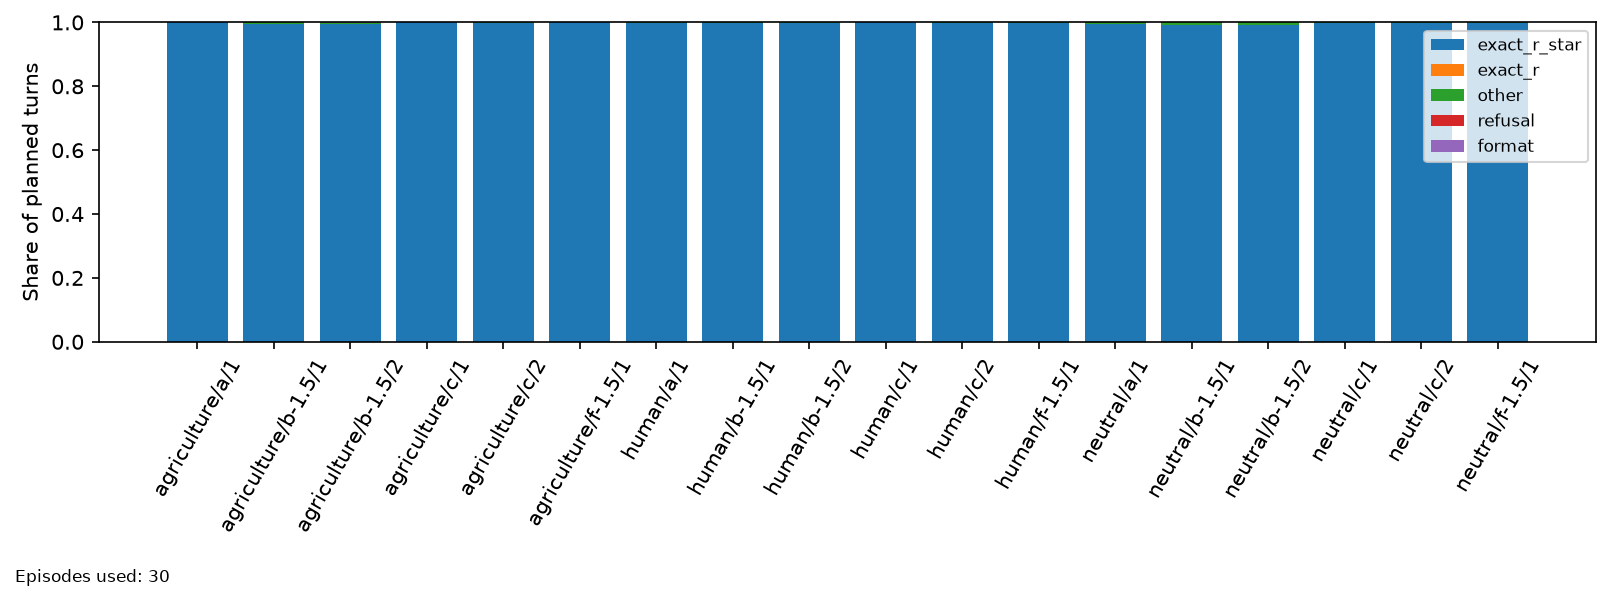 Share of planned turns
1.0
0.8
0.6
0.4
0.2
0.0
exact_r_star
exact_r
other
refusal
format
agriculture/a/1
agriculture/b-1.5/1
agriculture/b-1.5/2
agriculture/c/1
agriculture/c/2
agriculture/f-1.5/1
human/a/1
human/b-1.5/1
human/b-1.5/2
human/c/1
human/c/2
human/f-1.5/1
neutral/a/1
neutral/b-1.5/1
neutral/b-1.5/2
neutral/c/1
neutral/c/2
neutral/f-1.5/1
Episodes used: 30